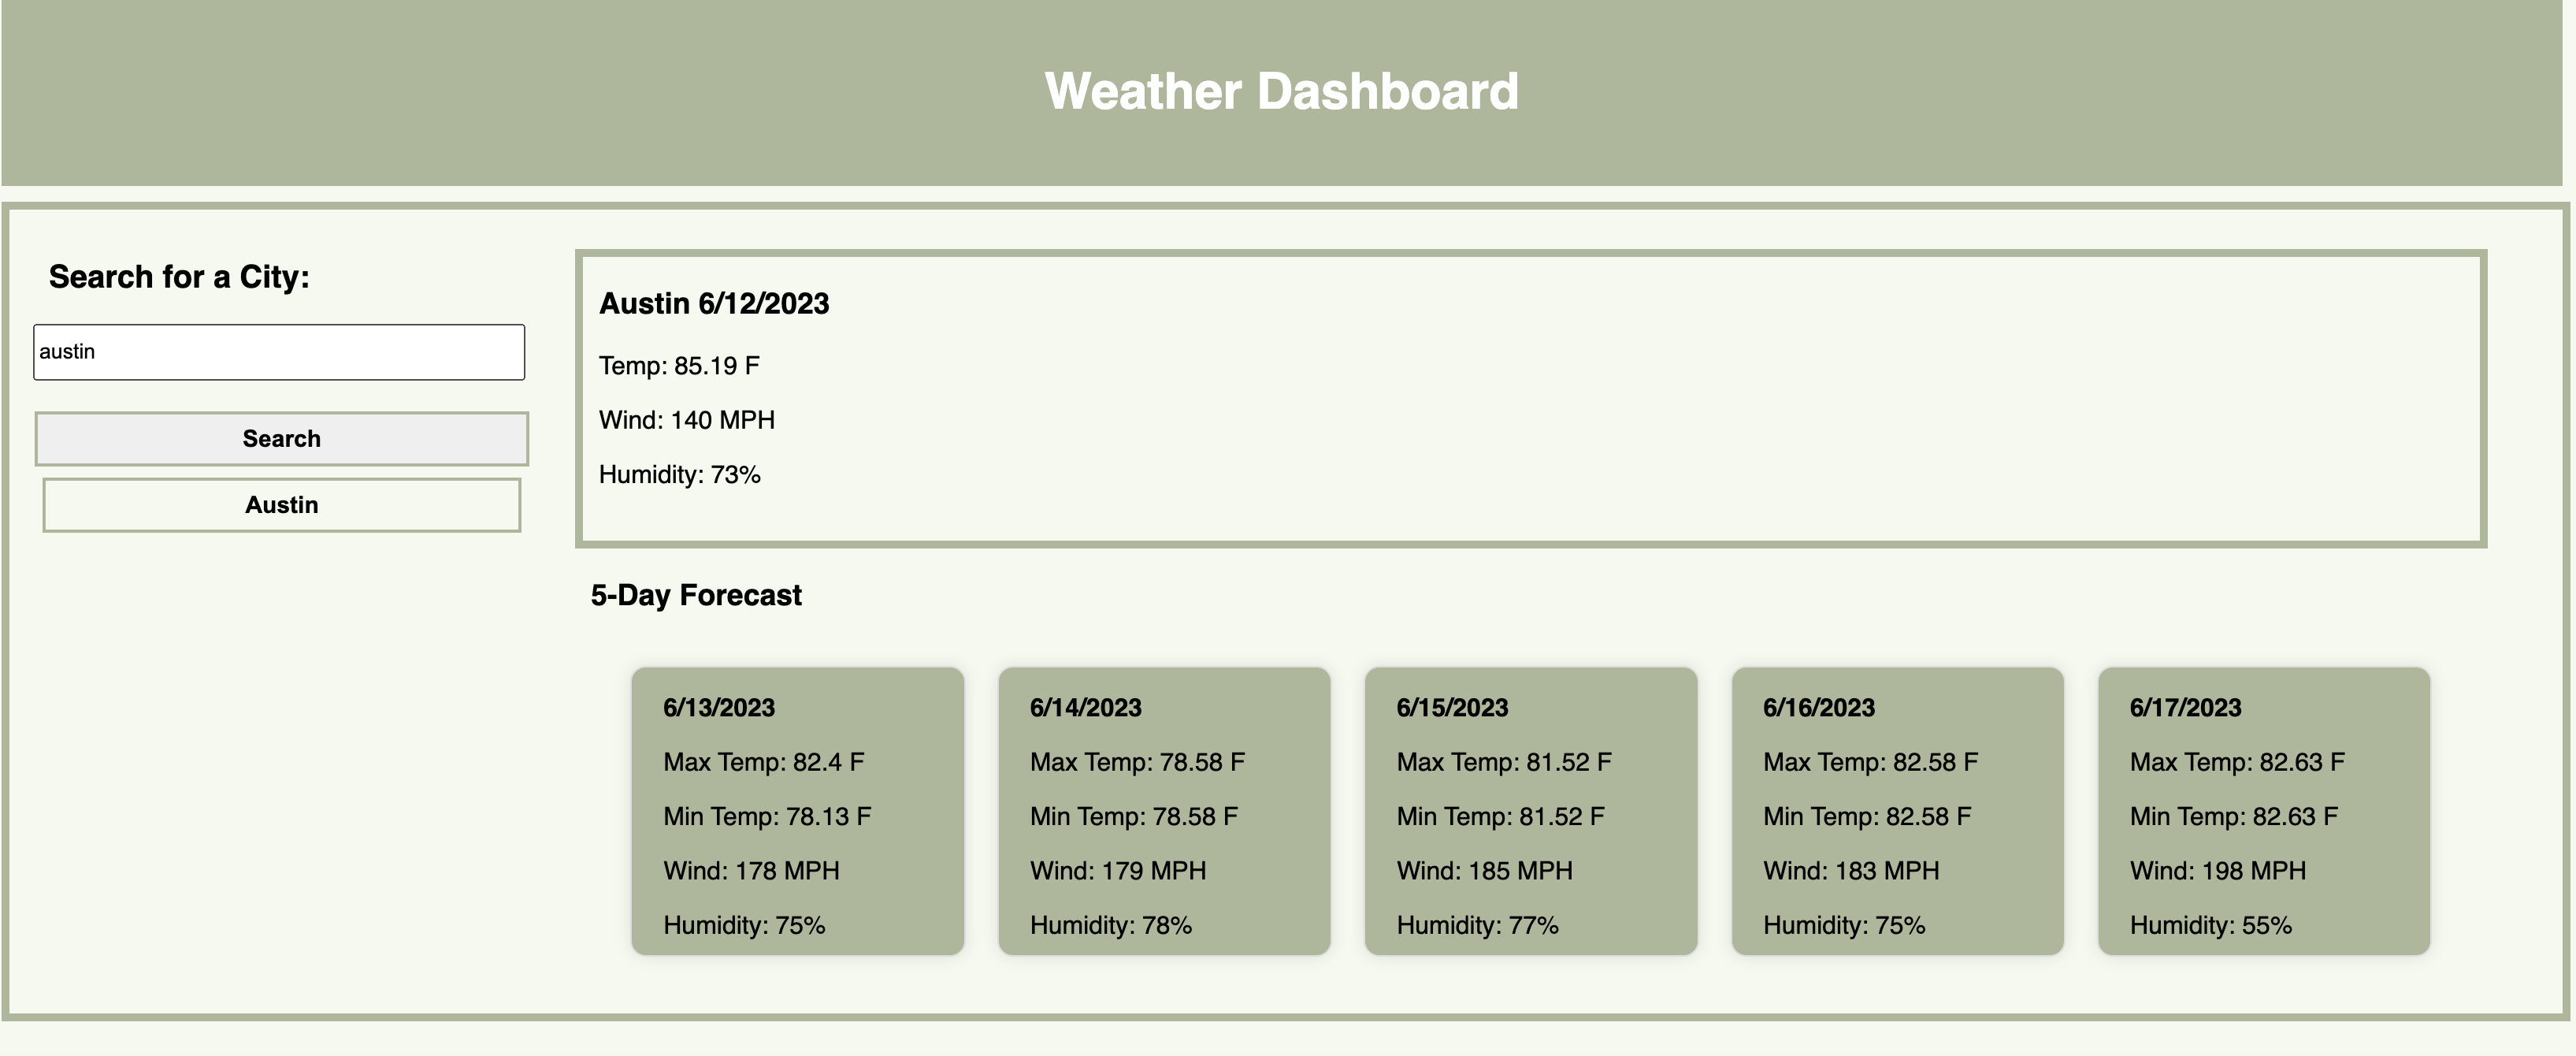 Weather Dashboard
Search for a City:
austin
Search
Austin
Austin 6/12/2023
Temp: 85.19 F
Wind: 140 MPH
Humidity: 73%
5-Day Forecast
6/13/2023
Max Temp: 82.4 F
Min Temp: 78.13 F
Wind: 178 MPH
Humidity: 75%
6/14/2023
Max Temp: 78.58 F
Min Temp: 78.58 F
Wind: 179 MPH
Humidity: 78%
6/15/2023
Max Temp: 81.52 F
Min Temp: 81.52 F
Wind: 185 MPH
Humidity: 77%
6/16/2023
Max Temp: 82.58 F
Min Temp: 82.58 F
Wind: 183 MPH
Humidity: 75%
6/17/2023
Max Temp: 82.63 F
Min Temp: 82.63 F
Wind: 198 MPH
Humidity: 55%